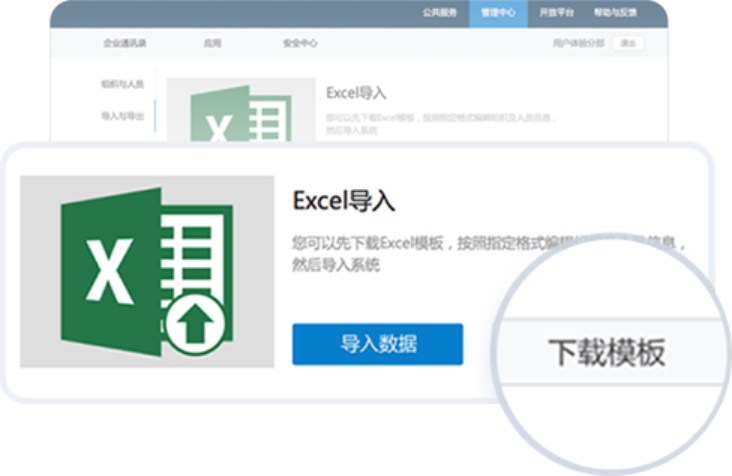 公共服务 管理中心 开放平台 帮助与反馈
企业通讯录 应用 安全中心 用户体验分部 退出
组织与人员
导入与导出
Excel导入
您可以先下载Excel模板，按照指定格式编辑组织及人员信息，
然后导入系统
X
Excel导入
您可以先下载Excel模板，按照指定格式编辑
信息，
然后导入系统
X
导入数据
下载模板